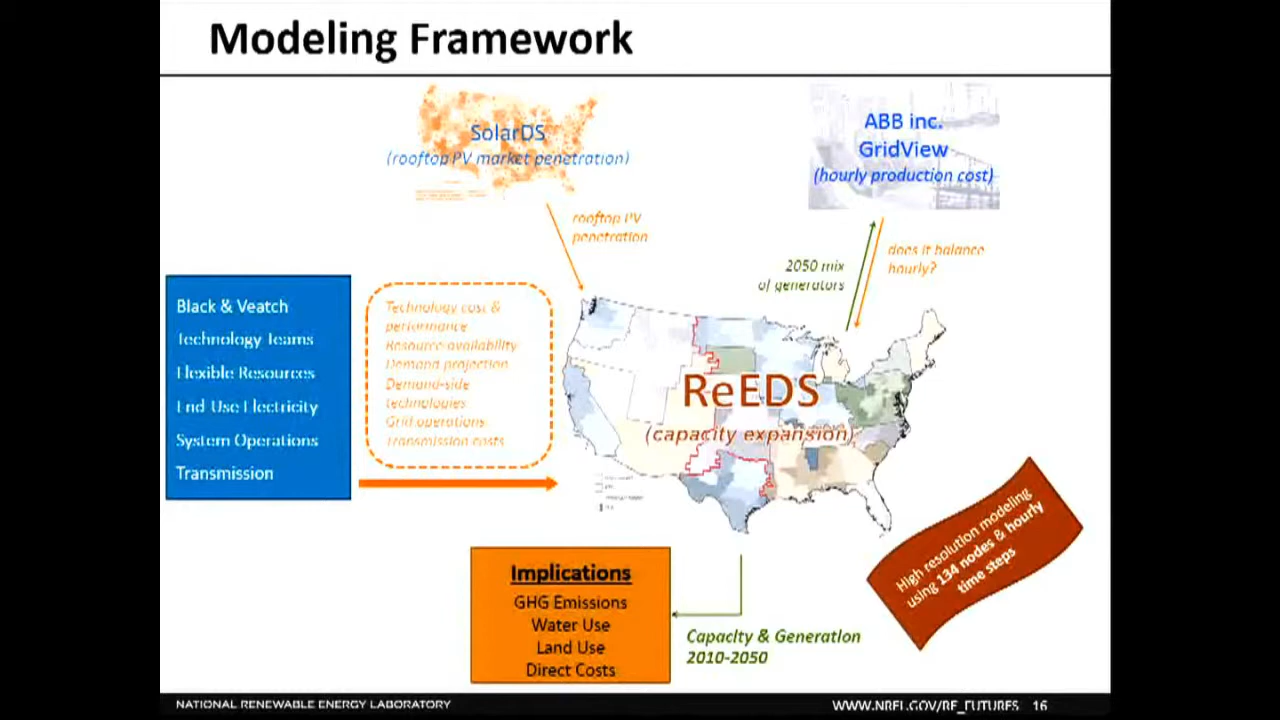 Modeling Framework
SolarDS
(rooftop PV market penetration)
ABB inc.
GridView
(hourly production cost)
rooftop PV
penetration
2050 mix
of generators
does it balance
hourly?
Black & Veatch
Technology Teams
Flexible Resources
End Use Electricity
System Operations
Transmission
Technology cost &
performance
Resource availability
Demand projection
Demand-side
technologies
Grid operations
Transmission costs
ReEDS
(capacity expansion)
High resolution modeling
using 134 nodes & hourly
time steps
Implications
GHG Emissions
Water Use
Land Use
Direct Costs
Capacity & Generation
2010-2050
NATIONAL RENEWABLE ENERGY LABORATORY
WWW.NREL.GOV/RE_FUTURES 16